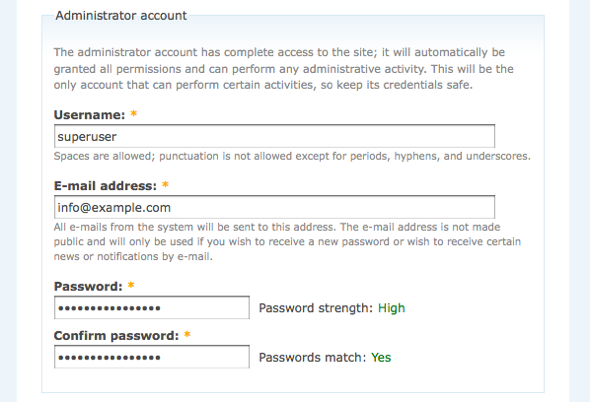 Administrator account
The administrator account has complete access to the site; it will automatically be
granted all permissions and can perform any administrative activity. This will be the
only account that can perform certain activities, so keep its credentials safe.
Username: *
superuser
Spaces are allowed; punctuation is not allowed except for periods, hyphens, and underscores.
E-mail address: *
info@example.com
All e-mails from the system will be sent to this address. The e-mail address is not made
public and will only be used if you wish to receive a new password or wish to receive certain
news or notifications by e-mail.
Password: *
•••••••••••••••• Password strength: High
Confirm password: *
•••••••••••••••• Passwords match: Yes